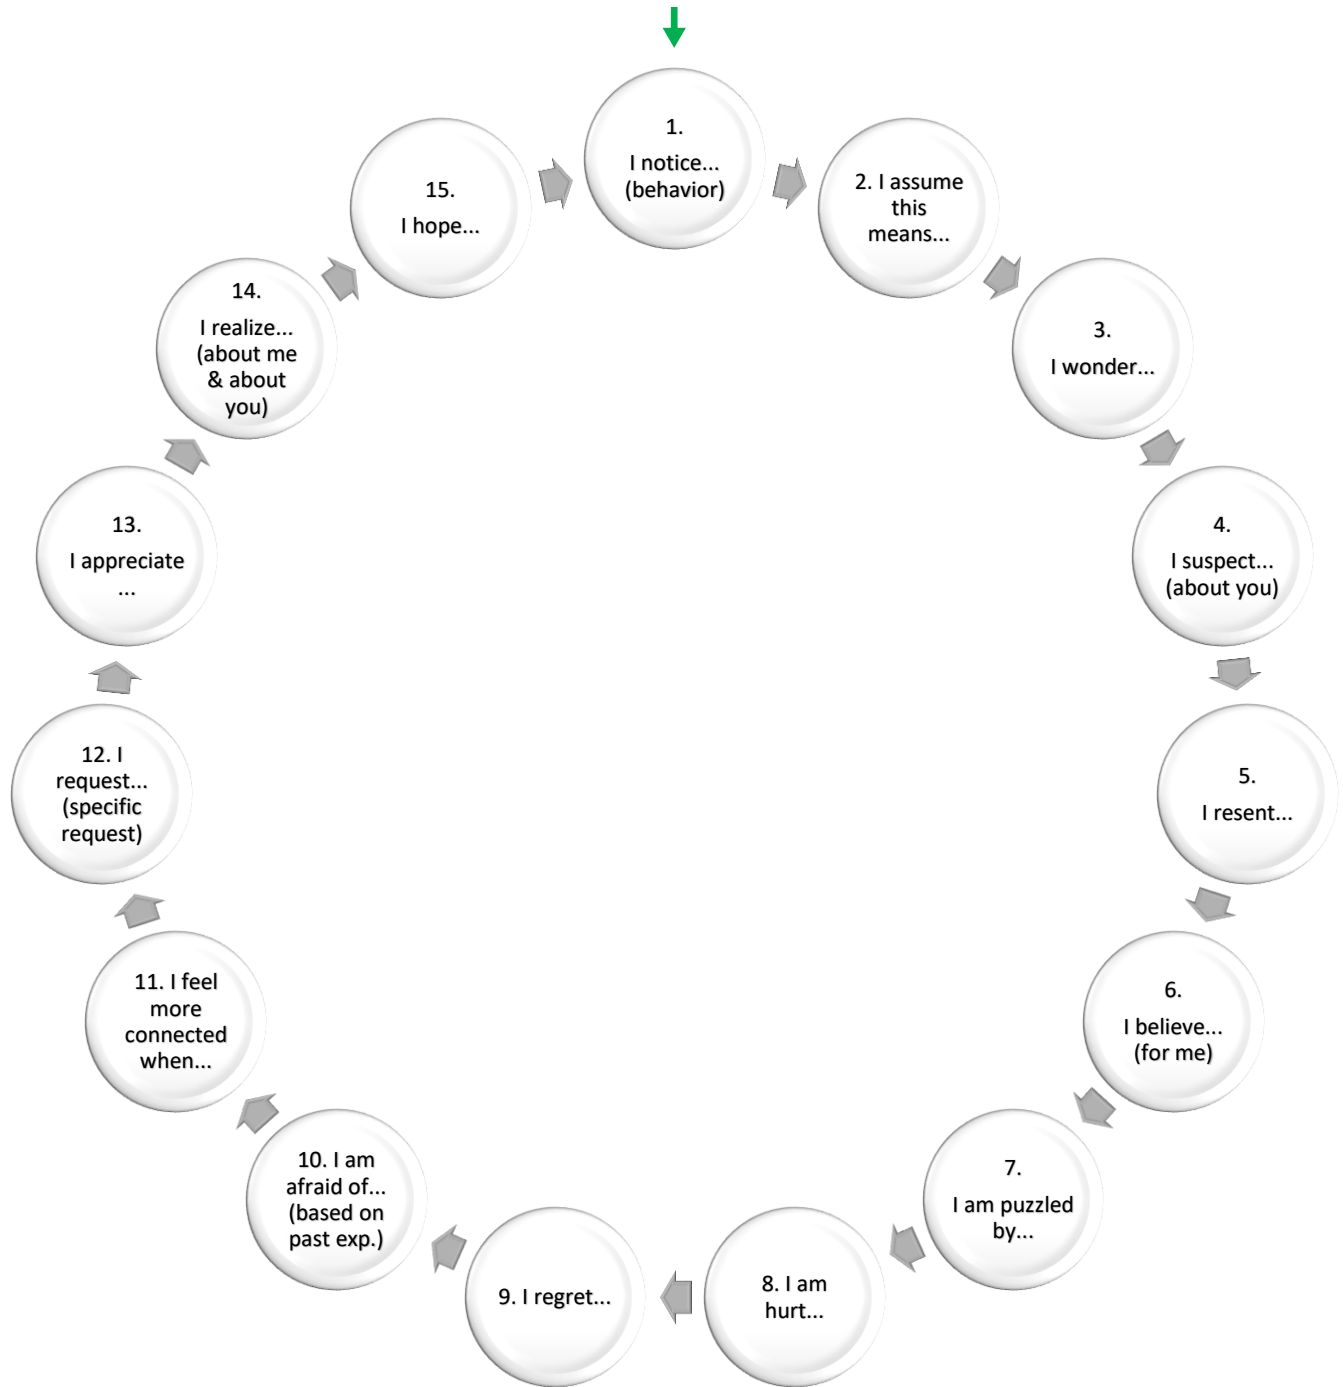 1.
I notice...
(behavior)
2. I assume
this
means...
3.
I wonder...
4.
I suspect...
(about you)
5.
I resent...
6.
I believe...
(for me)
7.
I am puzzled
by...
8. I am
hurt...
9. I regret...
10. I am
afraid of...
(based on
past exp.)
11. I feel
more
connected
when...
12. I
request...
(specific
request)
13.
I appreciate
...
14.
I realize...
(about me
& about
you)
15.
I hope...